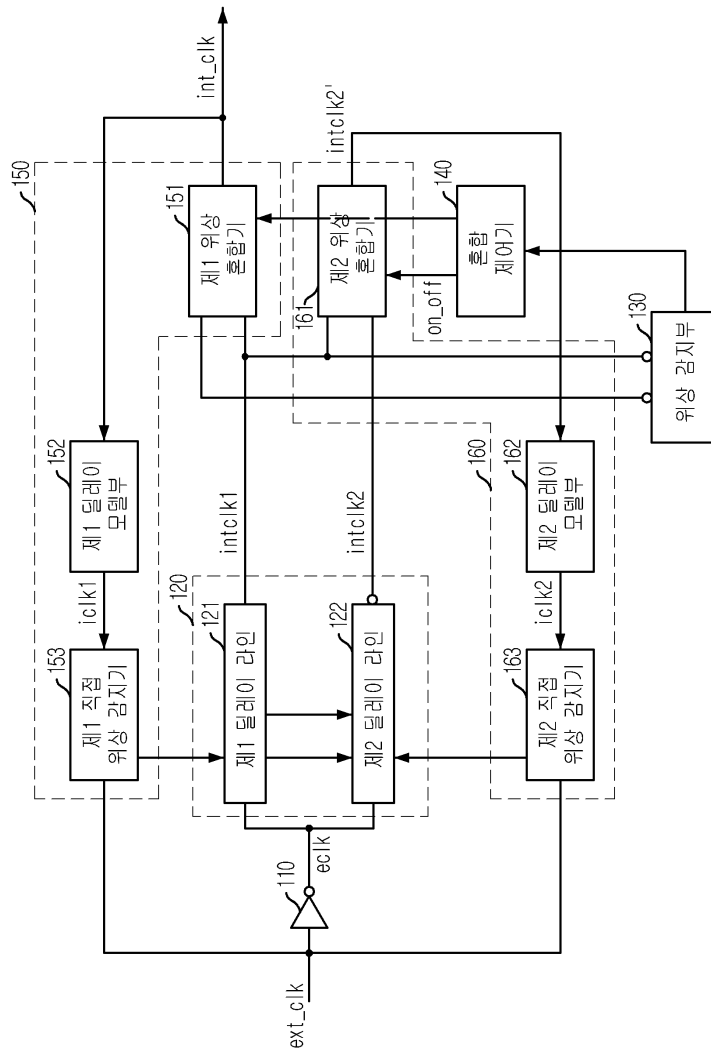 ext_clk
110
eclk
150
153
제1 직접
위상 감지기
iclk1
152
제1 딜레이
모델부
151
제1 위상
혼합기
int_clk
120
121
제1 딜레이 라인
intclk1
122
제2 딜레이 라인
intclk2
161
제2 위상
혼합기
intclk2'
on_off
140
혼합
제어기
160
163
제2 직접
위상 감지기
iclk2
162
제2 딜레이
모델부
130
위상 감지부